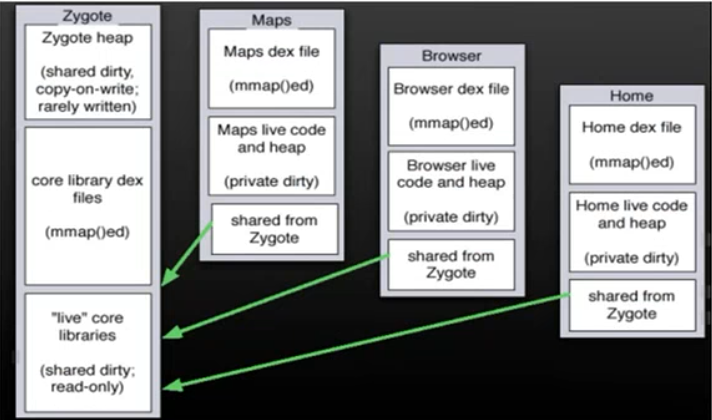 Zygote
Zygote heap
(shared dirty,
copy-on-write;
rarely written)
core library dex
files
(mmap()ed)
"live" core
libraries
(shared dirty;
read-only)
Maps
Maps dex file
(mmap()ed)
Maps live code
and heap
(private dirty)
shared from
Zygote
Browser
Browser dex file
(mmap()ed)
Browser live
code and heap
(private dirty)
shared from
Zygote
Home
Home dex file
(mmap()ed)
Home live code
and heap
(private dirty)
shared from
Zygote